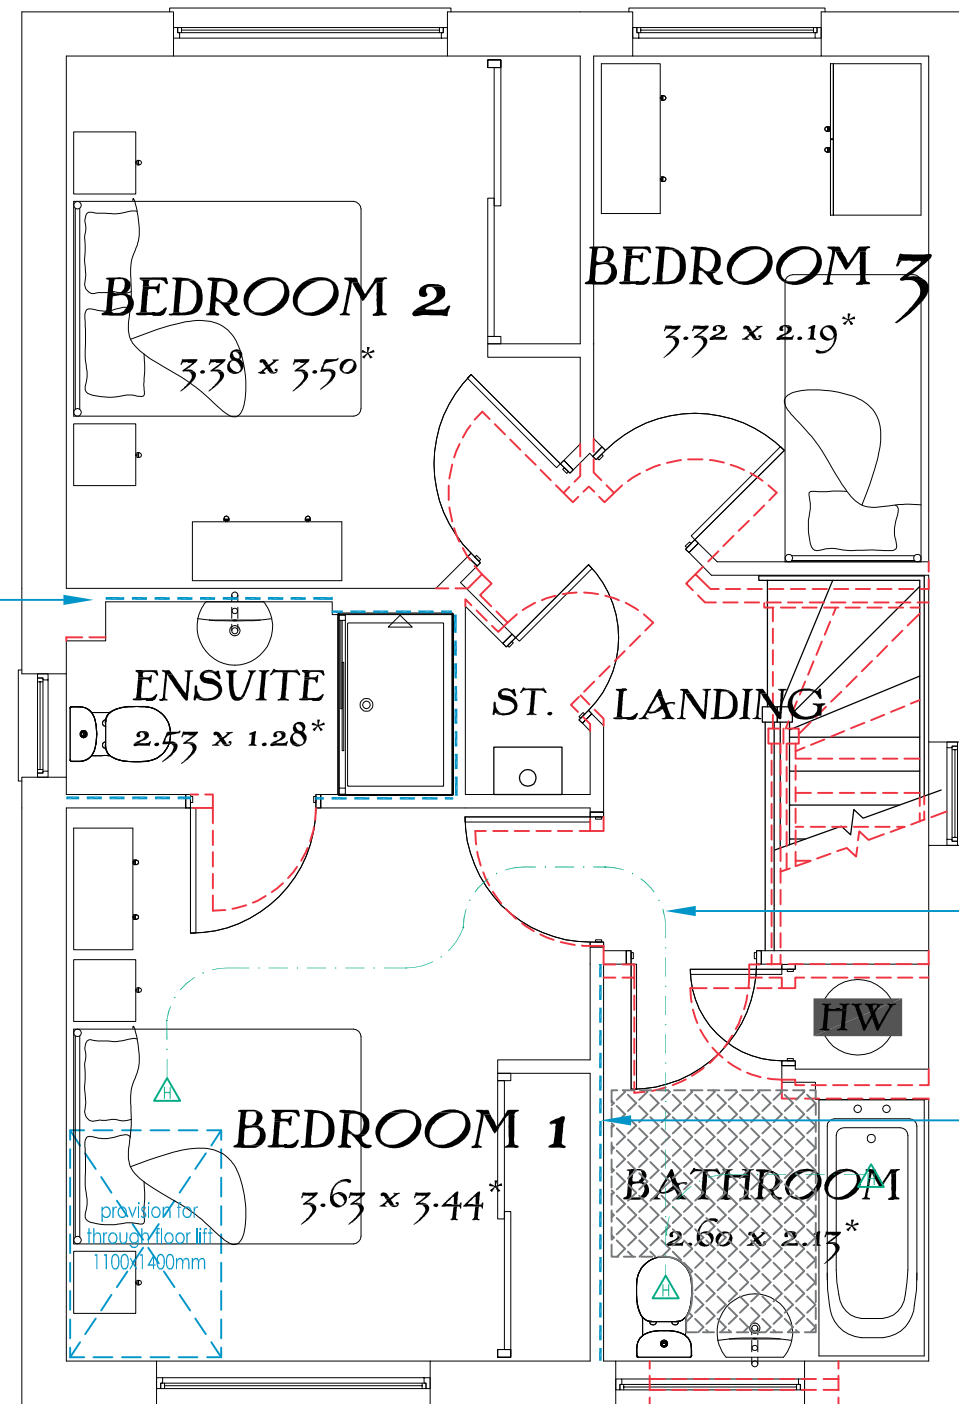 BEDROOM 2
3.38 x 3.50*
BEDROOM 3
3.32 x 2.19*
ENSUITE
2.53 x 1.28*
ST.
LANDING
HW
H
BEDROOM 1
3.63 x 3.44*
provision for
through floor lift
1100x1400mm
BATHROOM
H
2.60 x 2.13*
H